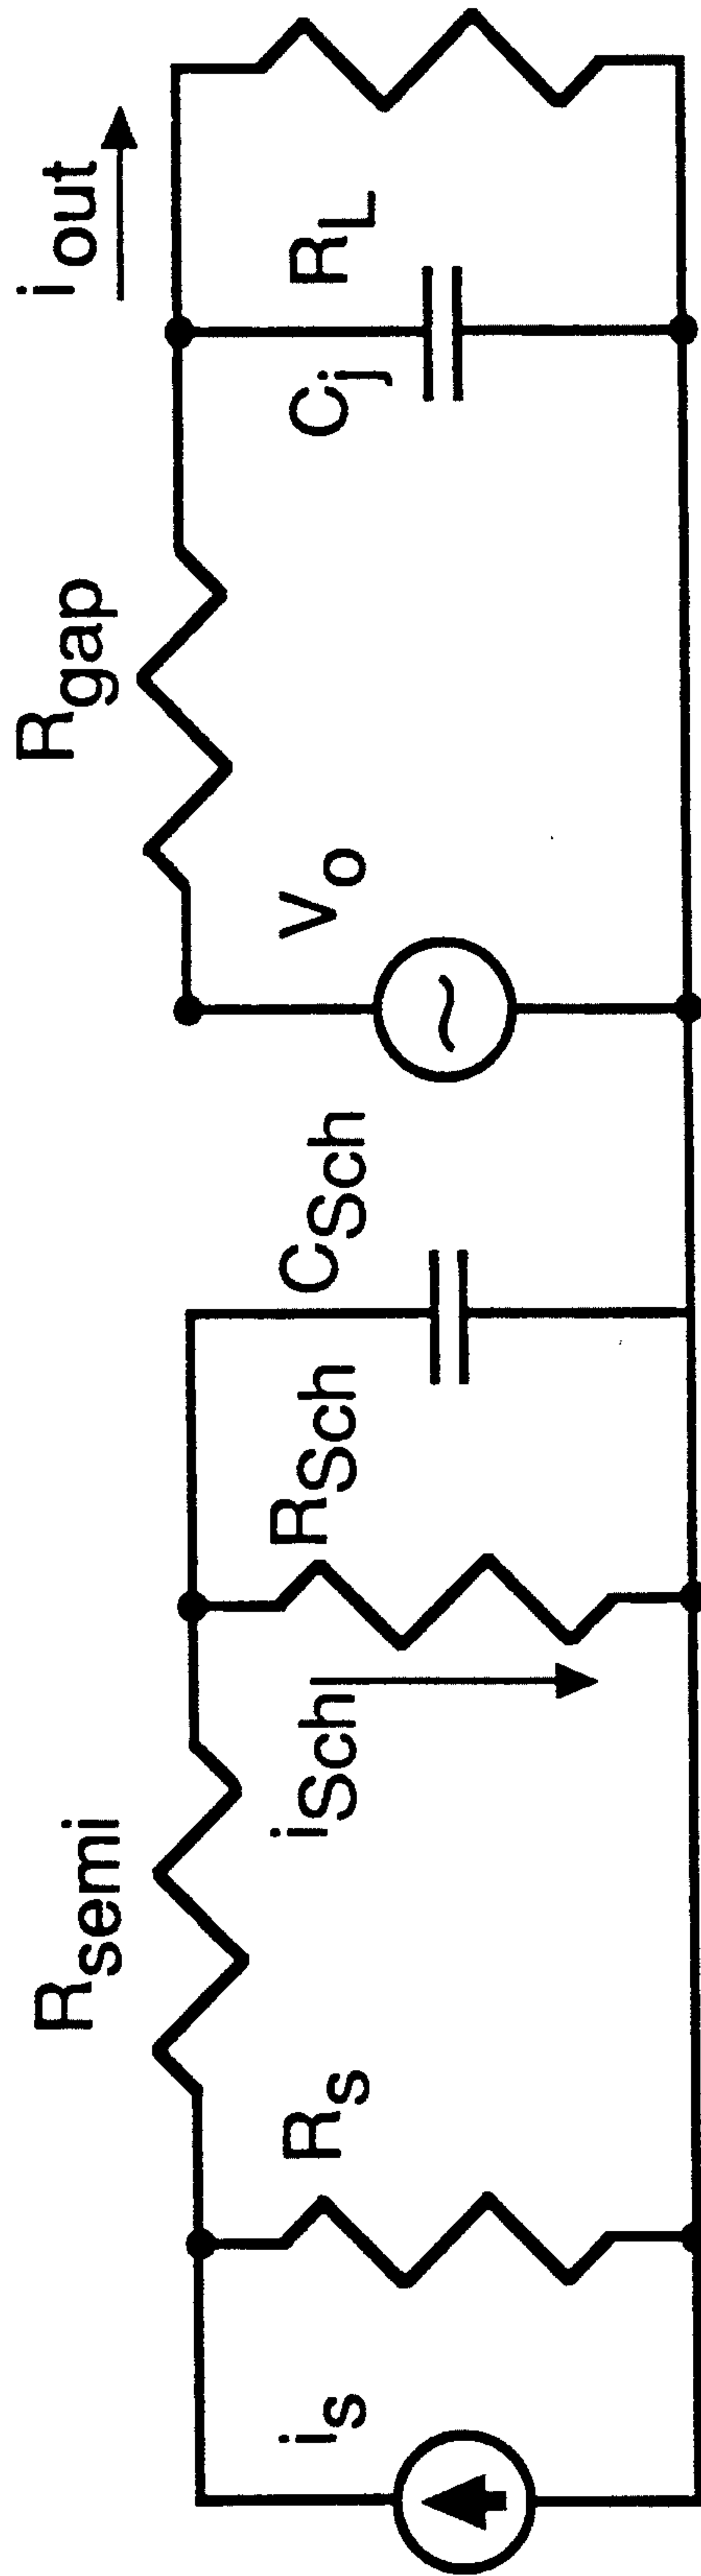 i_s
R_s
R_semi
i_Sch
R_Sch
C_Sch
V_o
R_gap
C_j
R_L
i_out